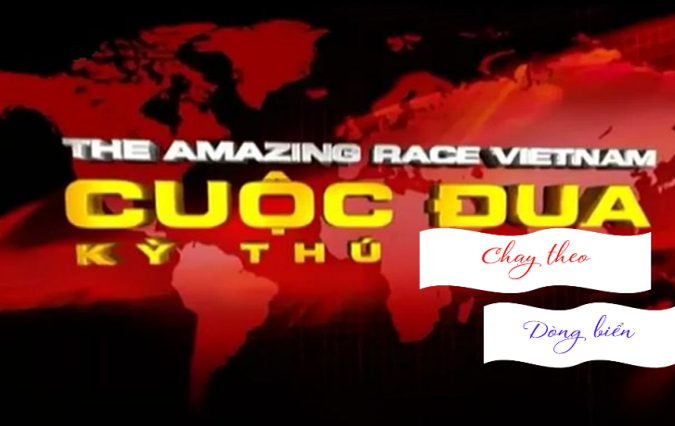 THE AMAZING RACE VIETNAM
CUỘC ĐUA
KỲ THÚ
Chạy theo
Dòng biển